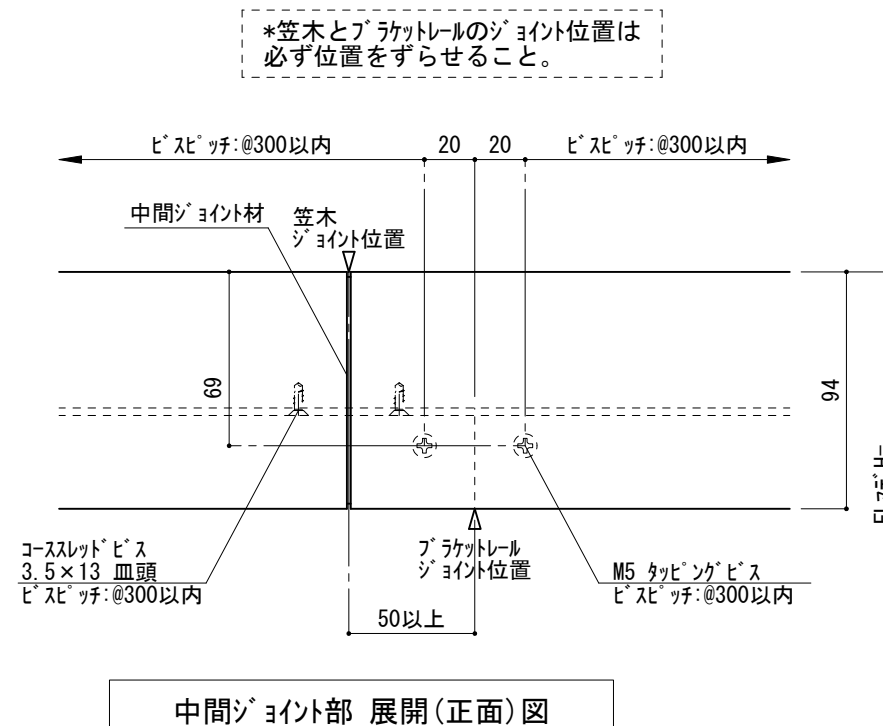 *笠木とﾌﾞﾗｹｯﾄﾚｰﾙのｼﾞｮｲﾝﾄ位置は
必ず位置をずらせること。
ﾋﾞｽﾋﾟｯﾁ:@300以内
20
20
ﾋﾞｽﾋﾟｯﾁ:@300以内
中間ｼﾞｮｲﾝﾄ材
笠木
ｼﾞｮｲﾝﾄ位置
69
94
ｺｰｽｽﾚｯﾄﾞﾋﾞｽ
3.5×13 皿頭
ﾋﾞｽﾋﾟｯﾁ:@300以内
ﾌﾞﾗｹｯﾄﾚｰﾙ
ｼﾞｮｲﾝﾄ位置
M5 ﾀｯﾋﾟﾝｸﾞﾋﾞｽ
ﾋﾞｽﾋﾟｯﾁ:@300以内
50以上
中間ｼﾞｮｲﾝﾄ部 展開(正面)図